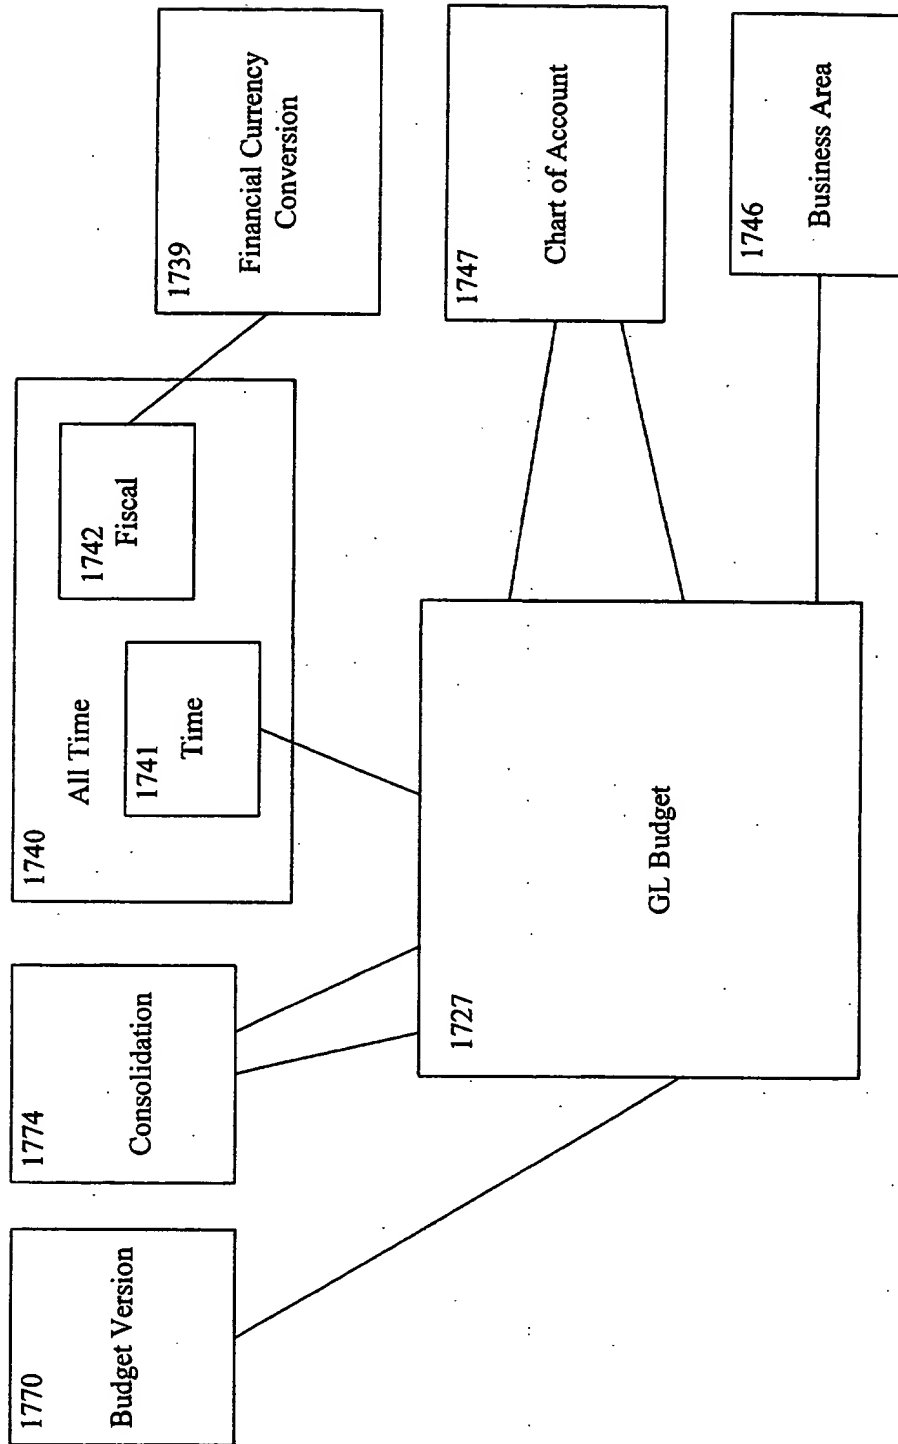 1770
Budget Version
1774
Consolidation
1740
All Time
1741
Time
1742
Fiscal
1739
Financial Currency
Conversion
1727
GL Budget
1747
Chart of Account
1746
Business Area